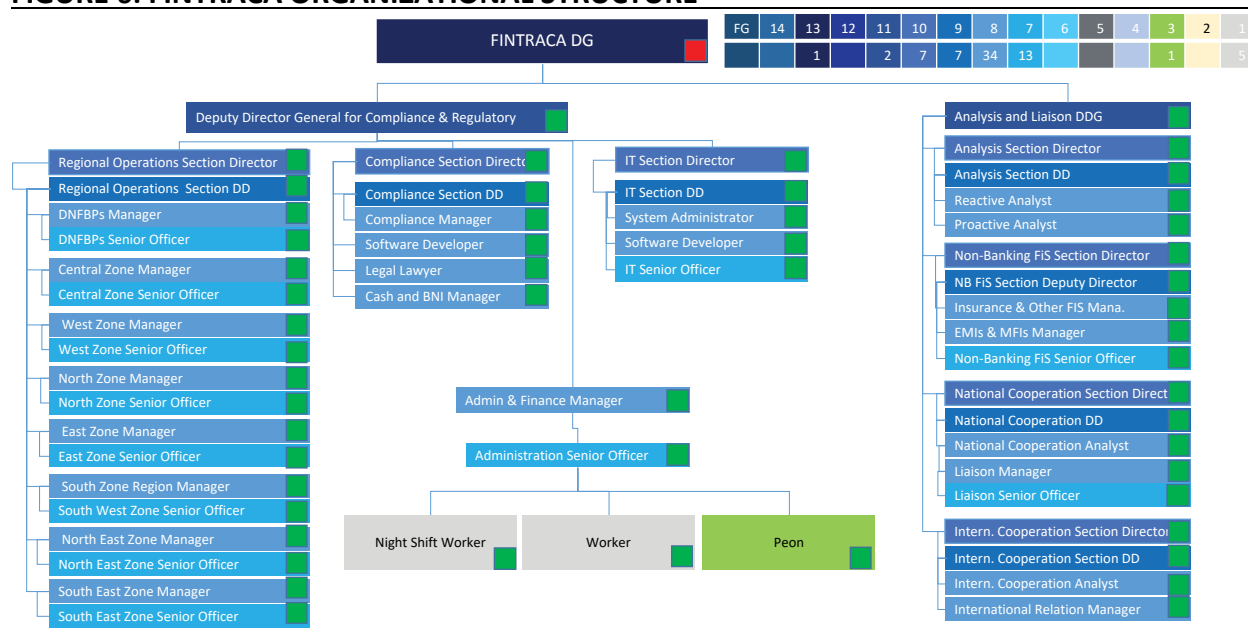 FIGURE 6: FINTRACA ORGANIZATIONAL STRUCTURE
FINTRACA DG
FG 14 13 12 11 10 9 8 7 6 5 4 3 2 1
1 2 7 7 34 13 1 5
Deputy Director General for Compliance & Regulatory
Regional Operations Section Director
Regional Operations Section DD
DNFBPs Manager
DNFBPs Senior Officer
Central Zone Manager
Central Zone Senior Officer
West Zone Manager
West Zone Senior Officer
North Zone Manager
North Zone Senior Officer
East Zone Manager
East Zone Senior Officer
South Zone Region Manager
South West Zone Senior Officer
North East Zone Manager
North East Zone Senior Officer
South East Zone Manager
South East Zone Senior Officer
Compliance Section Directo
Compliance Section DD
Compliance Manager
Software Developer
Legal Lawyer
Cash and BNI Manager
IT Section Director
IT Section DD
System Administrator
Software Developer
IT Senior Officer
Admin & Finance Manager
Administration Senior Officer
Night Shift Worker
Worker
Peon
Analysis and Liaison DDG
Analysis Section Director
Analysis Section DD
Reactive Analyst
Proactive Analyst
Non-Banking FiS Section Director
NB FiS Section Deputy Director
Insurance & Other FIS Mana.
EMIs & MFIs Manager
Non-Banking FiS Senior Officer
National Cooperation Section Direct
National Cooperation DD
National Cooperation Analyst
Liaison Manager
Liaison Senior Officer
Intern. Cooperation Section Director
Intern. Cooperation Section DD
Intern. Cooperation Analyst
International Relation Manager